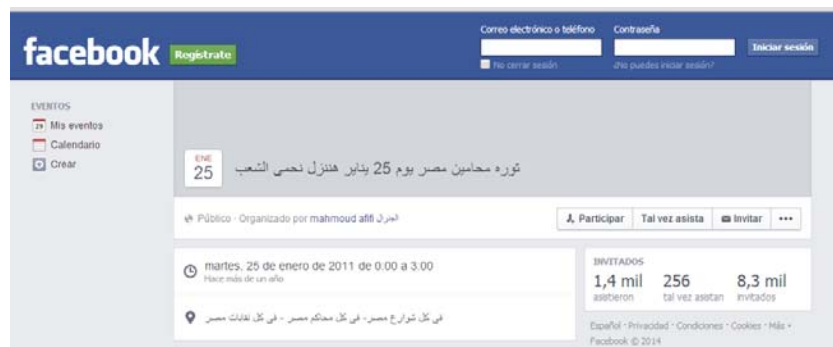 Correo electrónico o teléfono
Contraseña
facebook
Regístrate
Iniciar sesión
No cerrar sesión
¿No puedes iniciar sesión?
EVENTOS
Mis eventos
Calendario
Crear
ENE
25
ثوره محامين مصر يوم 25 يناير هننزل نحمى الشعب
Público · Organizado por mahmoud afifi الجنرال
Participar
Tal vez asista
Invitar
martes, 25 de enero de 2011 de 0:00 a 3:00
Hace más de un año
فى كل شوارع مصر- فى كل محاكم مصر - فى كل نقابات مصر
INVITADOS
1,4 mil 256 8,3 mil
asistieron tal vez asistan invitados
Español · Privacidad · Condiciones · Cookies · Más
Facebook © 2014